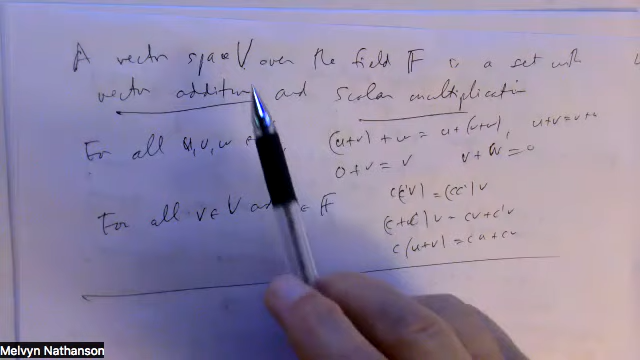 A vector space V over the field F is a set with
vector addition and scalar multiplication
For all u, v, w (u+v) + w = u + (v+w), u+v = v+u
0 + v = v v + w = 0
For all v ∈ V and ∈ F c(c'v) = (cc')v
(c+c')v = cv + c'v
c(u+v) = cu + cv
Melvyn Nathanson